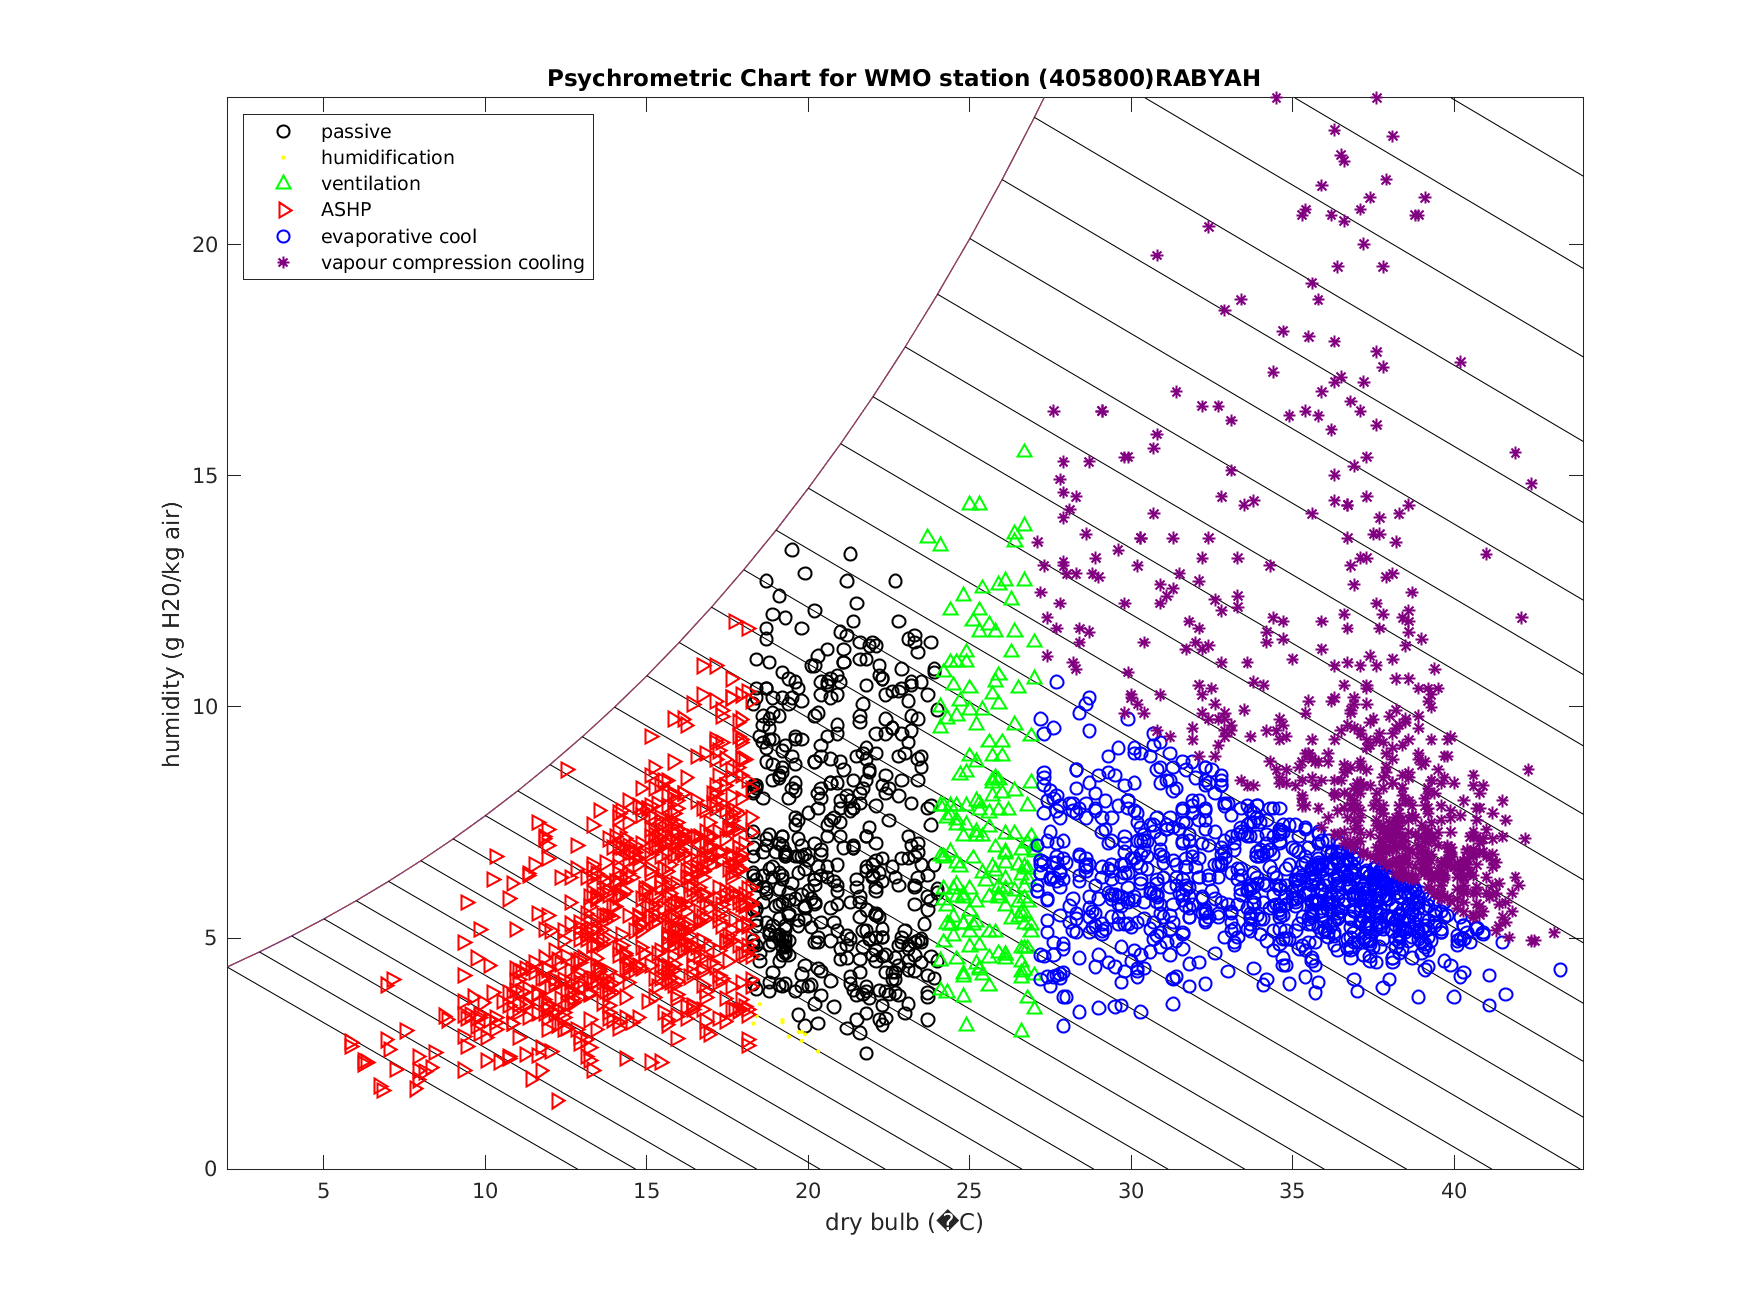 Psychrometric Chart for WMO station (405800)RABYAH
passive
humidification
ventilation
ASHP
evaporative cool
vapour compression cooling
humidity (g H20/kg air)
20
15
10
5
0
5 10 15 20 25 30 35 40
dry bulb (�C)